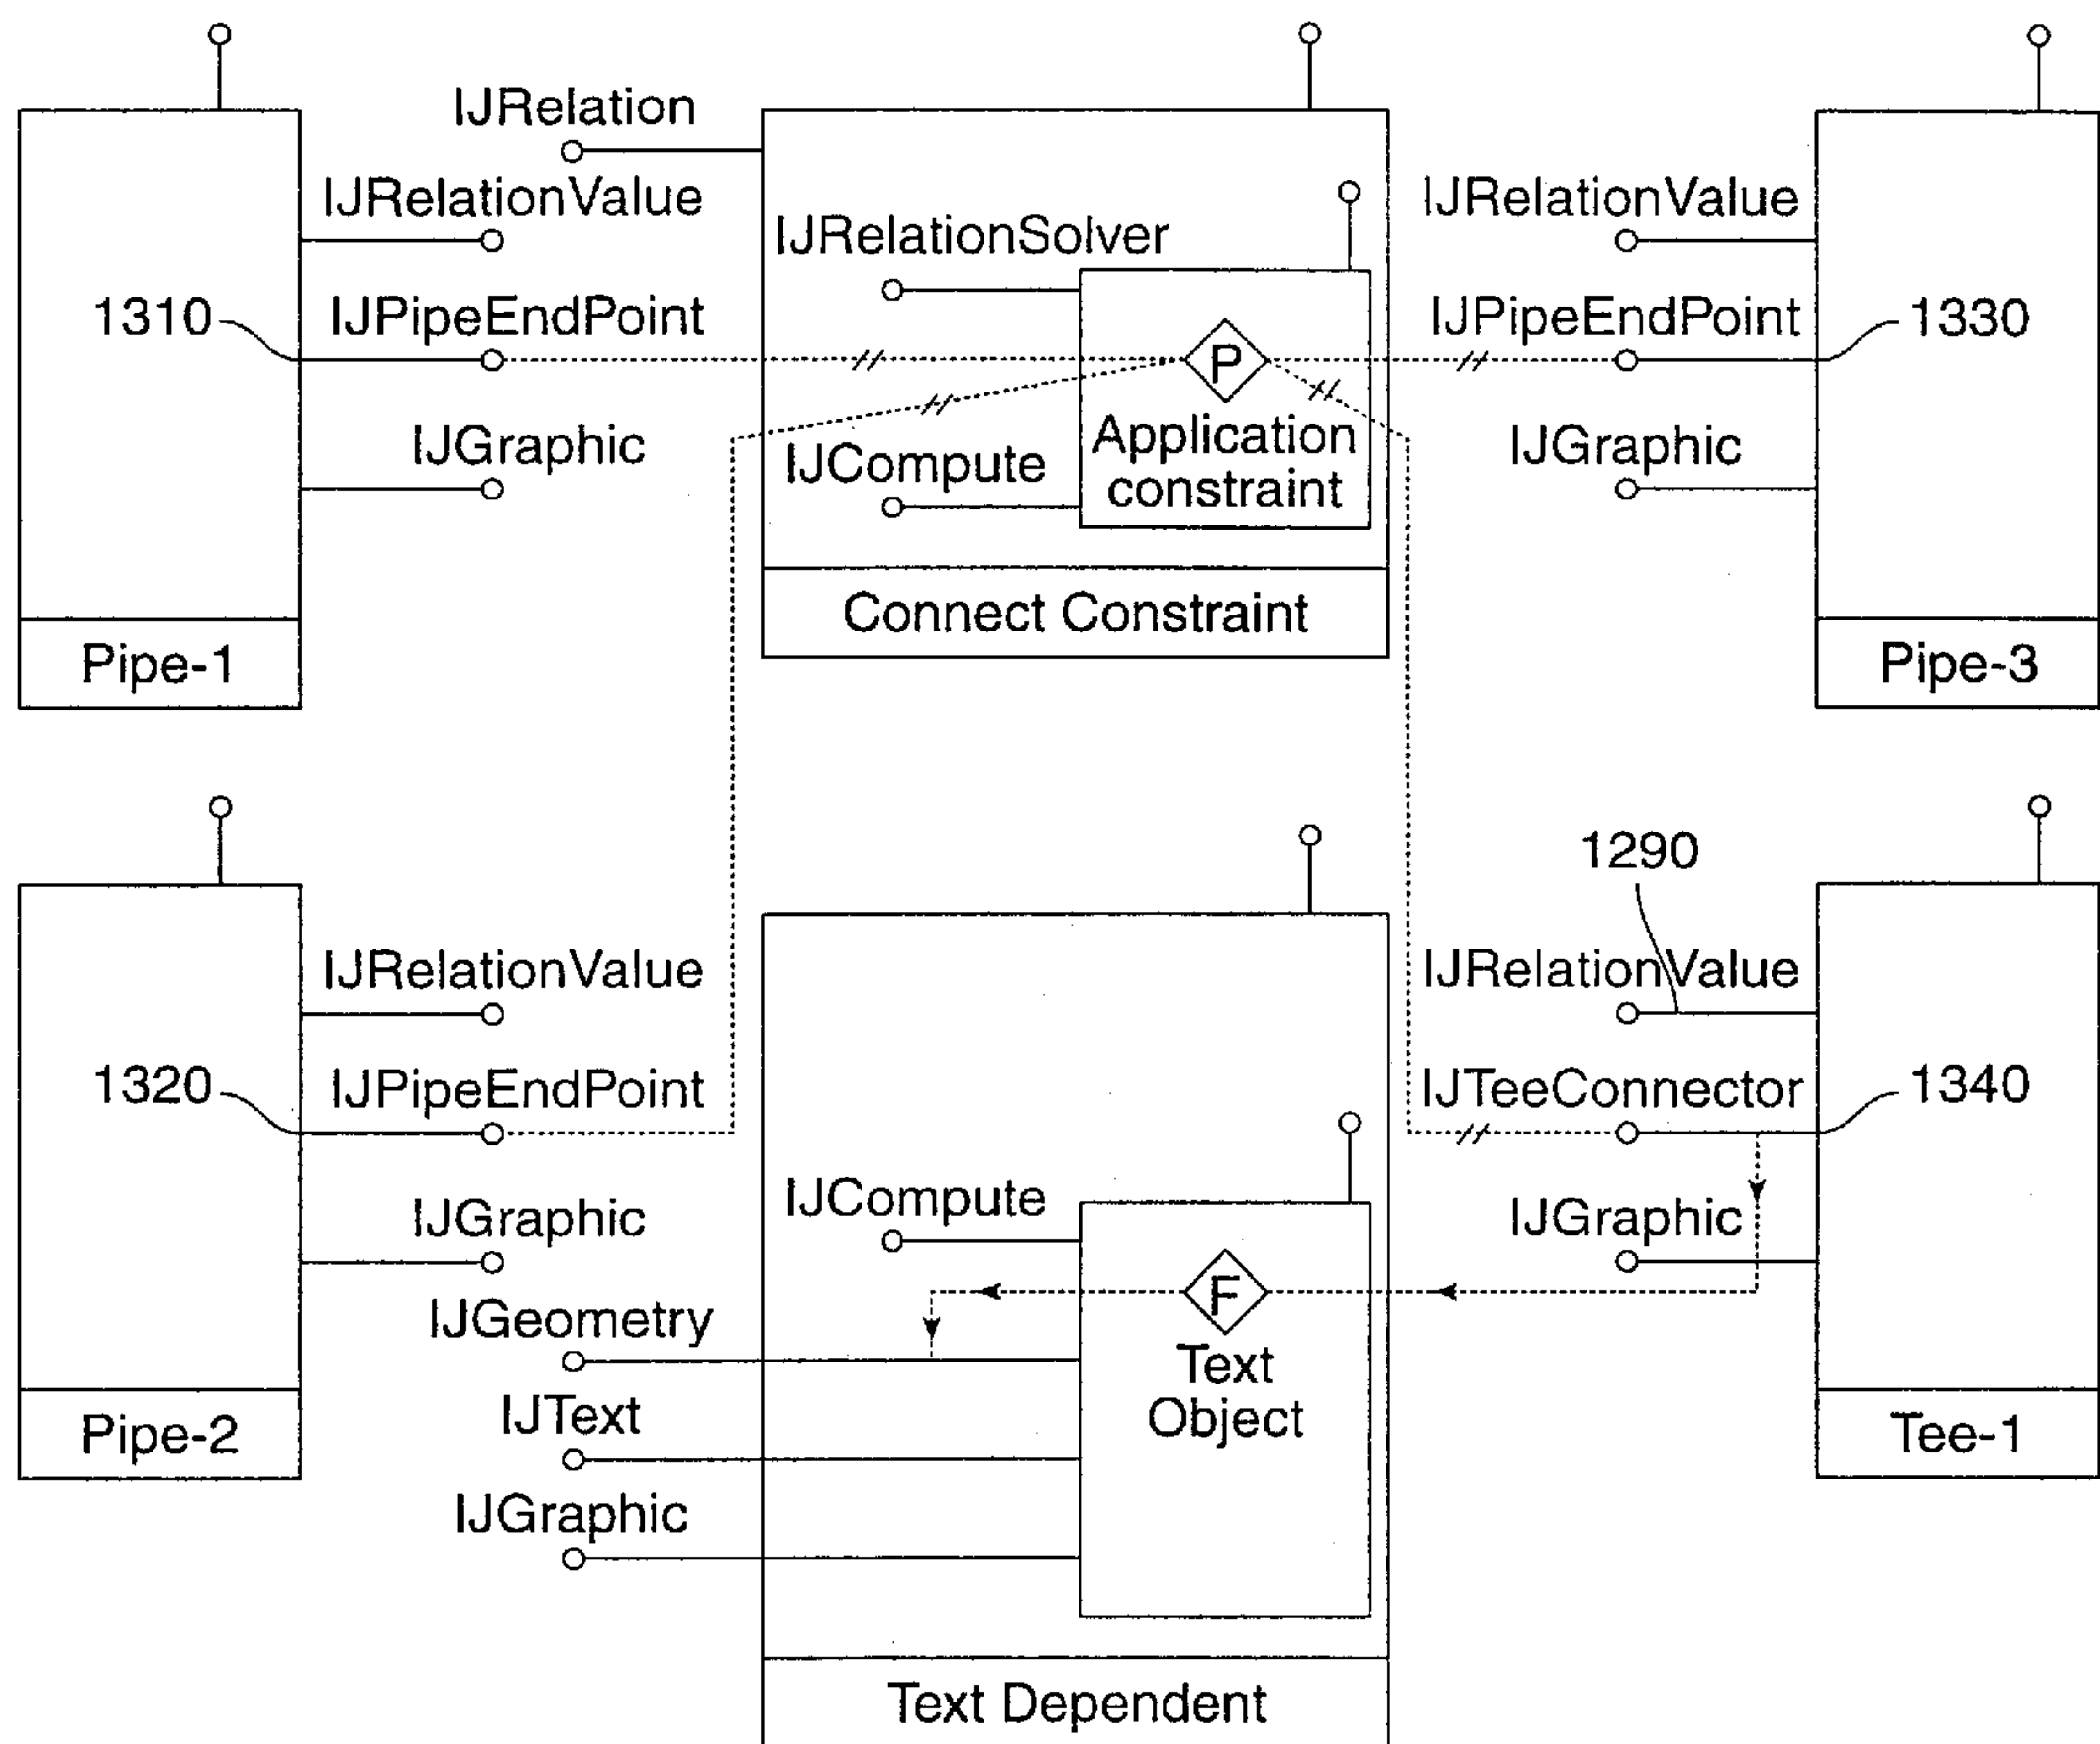 IJRelation
IJRelationValue
1310
IJPipeEndPoint
IJGraphic
Pipe-1
IJRelationSolver
P
Application
constraint
IJCompute
Connect Constraint
IJRelationValue
IJPipeEndPoint
1330
IJGraphic
Pipe-3
IJRelationValue
1320
IJPipeEndPoint
IJGraphic
Pipe-2
IJCompute
F
Text
Object
IJGeometry
IJText
IJGraphic
Text Dependent
1290
IJRelationValue
IJTeeConnector
1340
IJGraphic
Tee-1